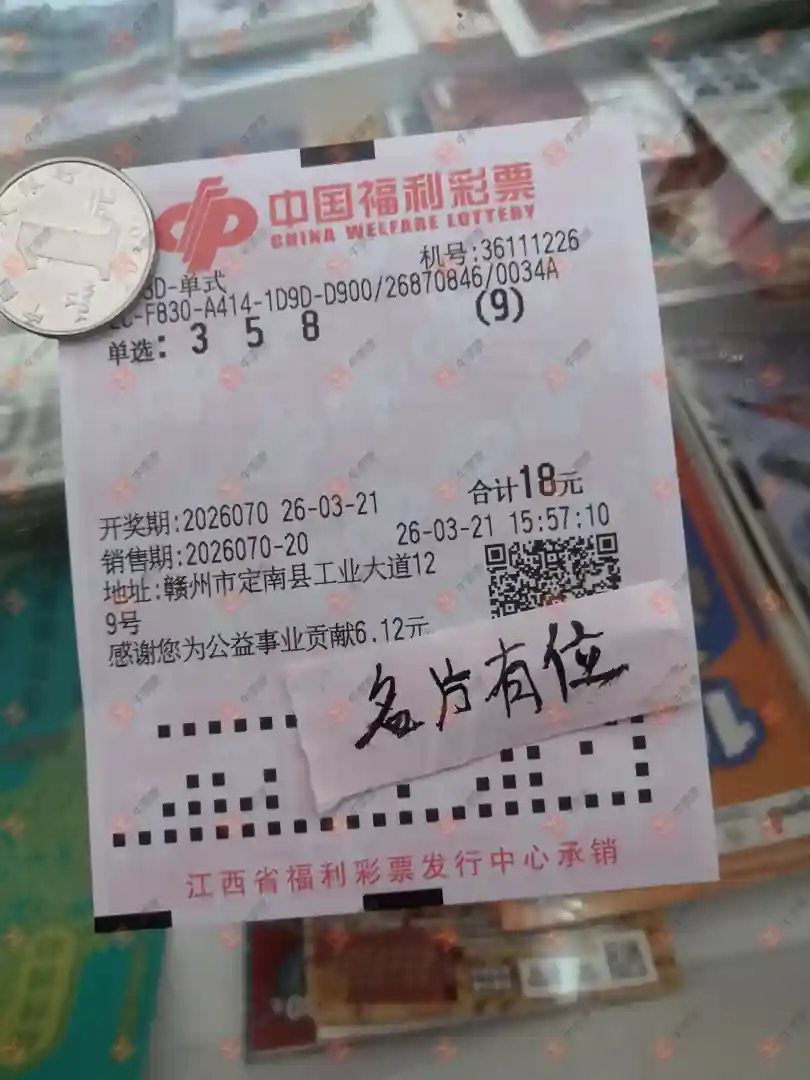 中国福利彩票
CHINA WELFARE LOTTERY
机号:36111226
3D-单式
-F830-A414-1D9D-D900/26870846/0034A
单选: 3 5 8 (9)
合计18元
开奖期:2026070 26-03-21
销售期:2026070-20 26-03-21 15:57:10
地址:赣州市定南县工业大道12
9号
感谢您为公益事业贡献6.12元
名片有位
江西省福利彩票发行中心承销
1
元
YI
YUAN